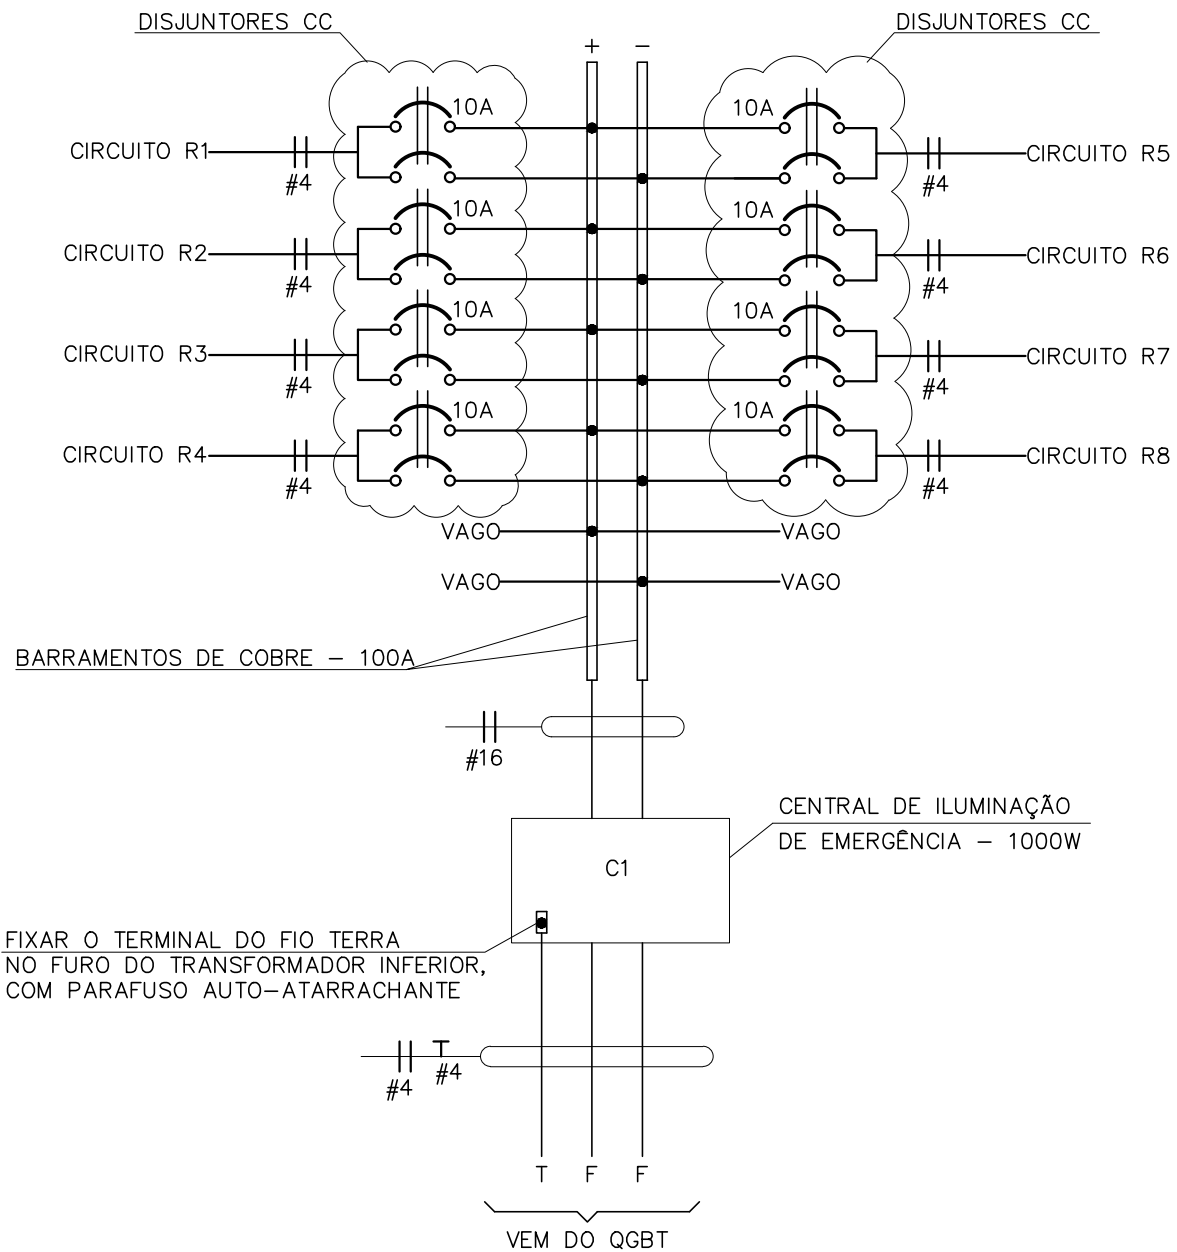 DISJUNTORES CC
DISJUNTORES CC
+ −
10A
10A
CIRCUITO R1
#4
CIRCUITO R5
#4
10A
10A
CIRCUITO R2
#4
CIRCUITO R6
#4
10A
10A
CIRCUITO R3
#4
CIRCUITO R7
#4
10A
10A
CIRCUITO R4
#4
CIRCUITO R8
#4
VAGO
VAGO
VAGO
VAGO
BARRAMENTOS DE COBRE − 100A
#16
CENTRAL DE ILUMINAÇÃO
DE EMERGÊNCIA − 1000W
C1
FIXAR O TERMINAL DO FIO TERRA
NO FURO DO TRANSFORMADOR INFERIOR,
COM PARAFUSO AUTO−ATARRACHANTE
#4
#4
T F F
VEM DO QGBT